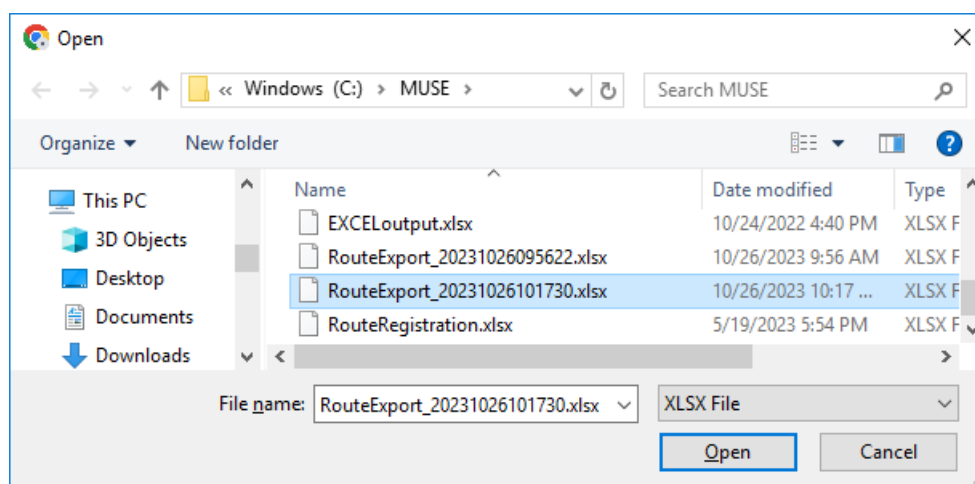 Open
« Windows (C:) › MUSE ›
Search MUSE
Organize
New folder
This PC
3D Objects
Desktop
Documents
Downloads
Name Date modified Type
EXCELoutput.xlsx 10/24/2022 4:40 PM XLSX F
RouteExport_20231026095622.xlsx 10/26/2023 9:56 AM XLSX F
RouteExport_20231026101730.xlsx 10/26/2023 10:17 ... XLSX F
RouteRegistration.xlsx 5/19/2023 5:54 PM XLSX F
File name: RouteExport_20231026101730.xlsx XLSX File
Open Cancel